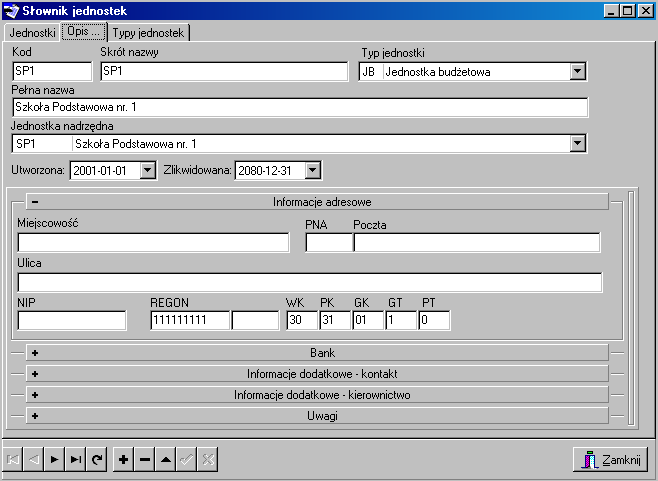 Słownik jednostek
Jednostki Opis ... Typy jednostek
Kod Skrót nazwy Typ jednostki
SP1 SP1 JB Jednostka budżetowa
Pełna nazwa
Szkoła Podstawowa nr. 1
Jednostka nadrzędna
SP1 Szkoła Podstawowa nr. 1
Utworzona: 2001-01-01 Zlikwidowana: 2080-12-31
Informacje adresowe
Miejscowość PNA Poczta
Ulica
NIP REGON WK PK GK GT PT
111111111 30 31 01 1 0
Bank
Informacje dodatkowe - kontakt
Informacje dodatkowe - kierownictwo
Uwagi
Zamknij